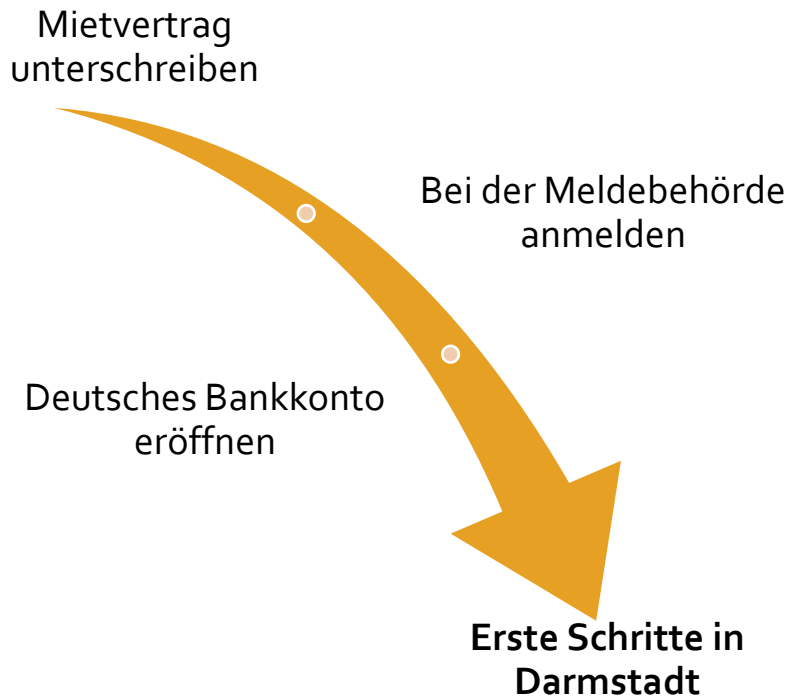 Mietvertrag
unterschreiben
Bei der Meldebehörde
anmelden
Deutsches Bankkonto
eröffnen
Erste Schritte in
Darmstadt